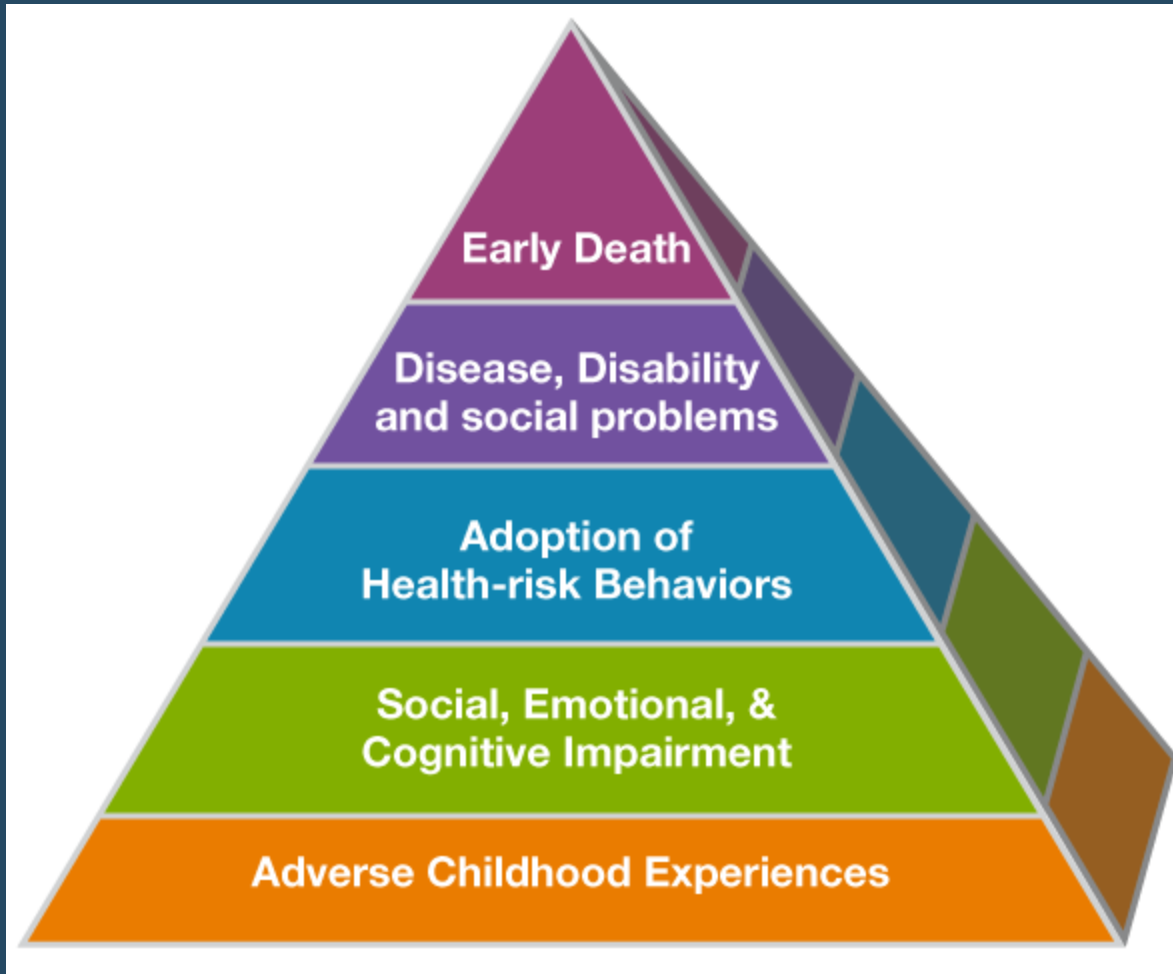 Early Death
Disease, Disability
and social problems
Adoption of
Health-risk Behaviors
Social, Emotional, &
Cognitive Impairment
Adverse Childhood Experiences